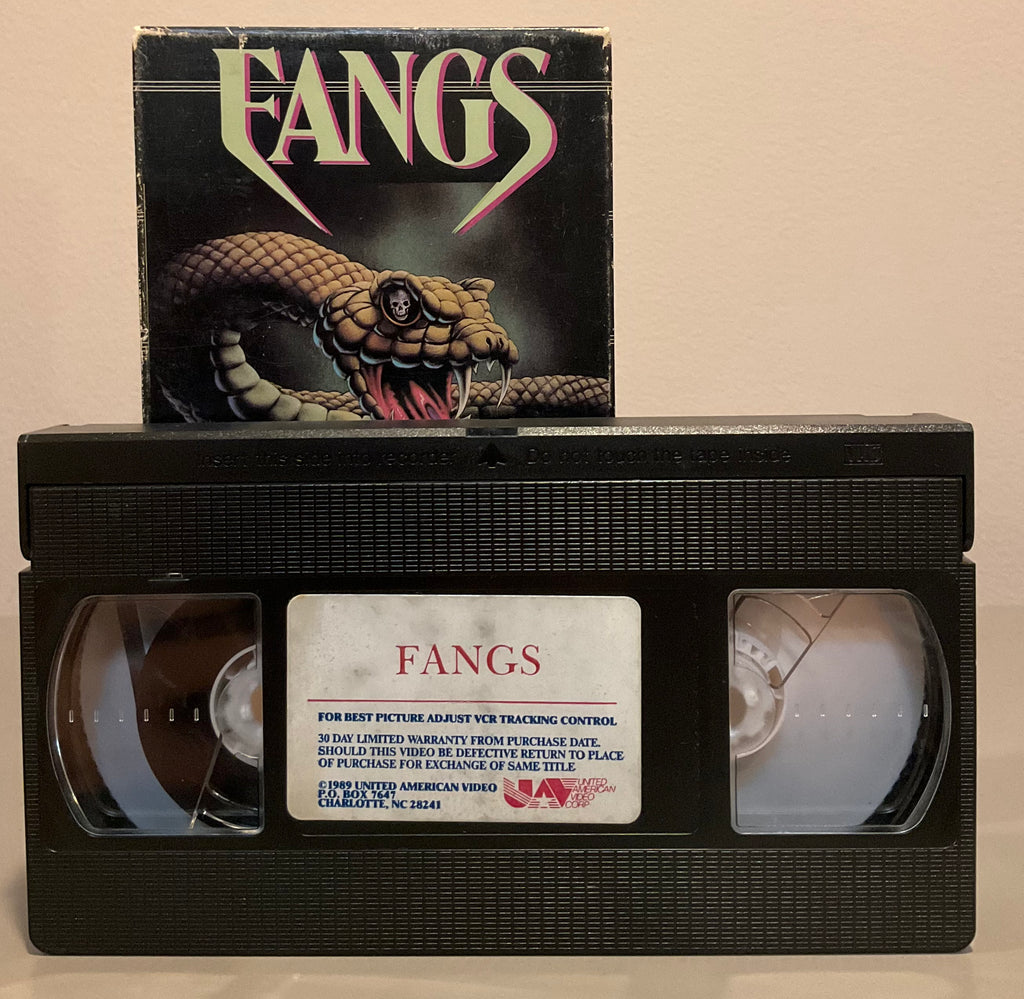 FANGS
Insert this side into recorder Do not touch the tape inside
FANGS
FOR BEST PICTURE ADJUST VCR TRACKING CONTROL
30 DAY LIMITED WARRANTY FROM PURCHASE DATE.
SHOULD THIS VIDEO BE DEFECTIVE RETURN TO PLACE
OF PURCHASE FOR EXCHANGE OF SAME TITLE
©1989 UNITED AMERICAN VIDEO
P.O. BOX 7647
CHARLOTTE, NC 28241
UAV
UNITED
AMERICAN
VIDEO
CORP.